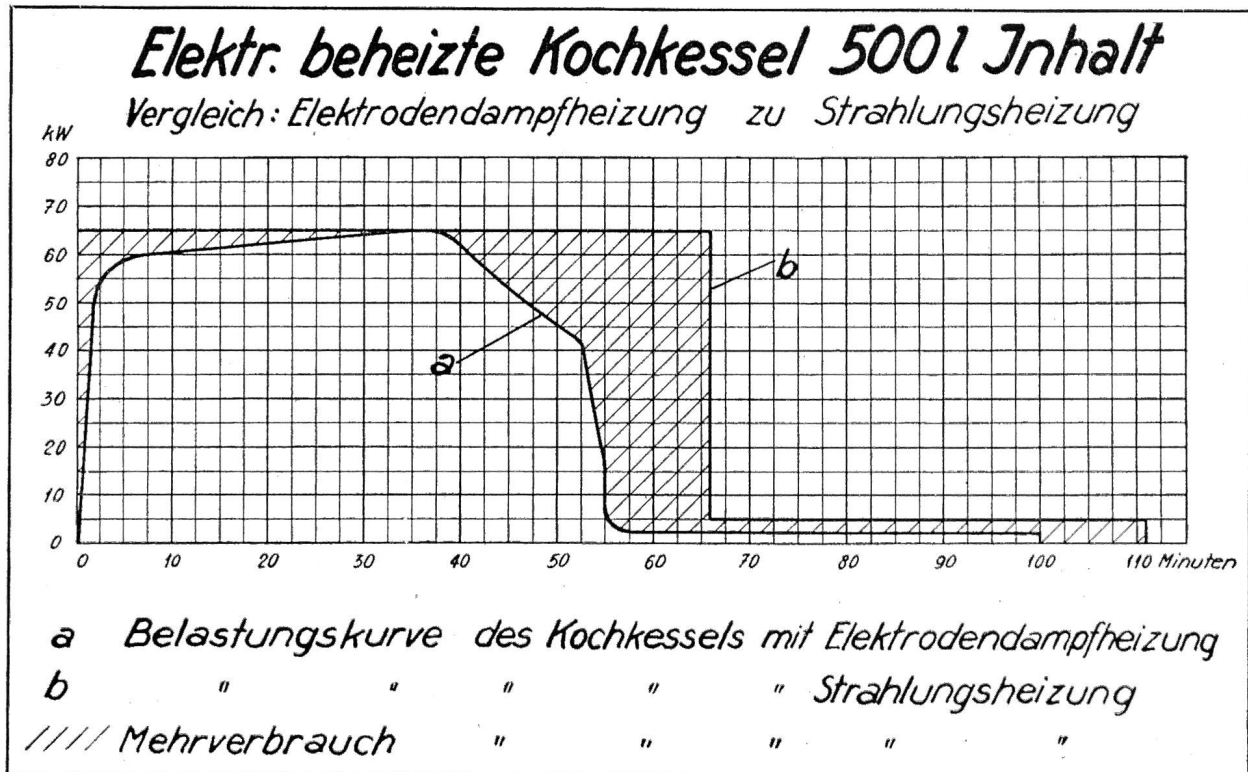 Elektr. beheizte Kochkessel 500 l Jnhalt
Vergleich: Elektrodendampfheizung zu Strahlungsheizung
kW
80
70
60
50
40
30
20
10
0
b
a
0 10 20 30 40 50 60 70 80 90 100 110 Minuten
a Belastungskurve des Kochkessels mit Elektrodendampfheizung
b " " " " " Strahlungsheizung
//// Mehrverbrauch " " " " "